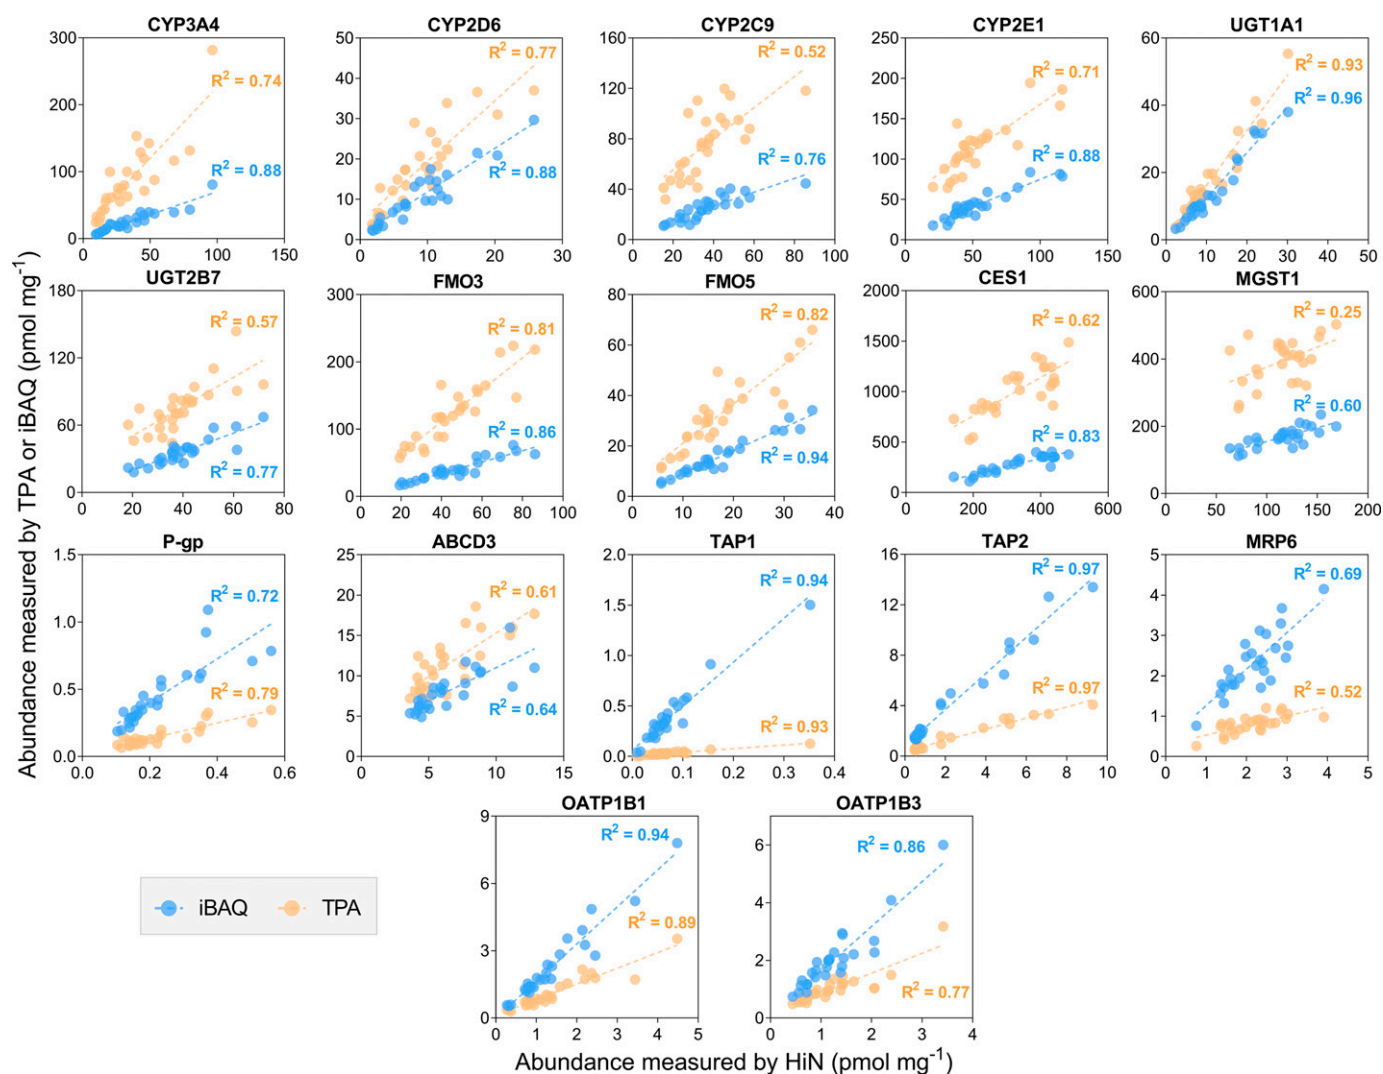 CYP3A4 CYP2D6 CYP2C9 CYP2E1 UGT1A1
300 50 160 250 60
R² = 0.77 R² = 0.52 R² = 0.71 R² = 0.93
R² = 0.74 R² = 0.96
200 40 120 200 40
30 150
R² = 0.88 R² = 0.88 R² = 0.76 R² = 0.88
100 20 80 100 20
10 40 50
0 0 0 0 0
0 50 100 150 0 10 20 30 0 20 40 60 80 100 0 50 100 150 0 10 20 30 40 50
UGT2B7 FMO3 FMO5 CES1 MGST1
180 300 80 2000 600
R² = 0.57 R² = 0.81 R² = 0.82 R² = 0.62 R² = 0.25
120 200 60 1500 400
40 1000
R² = 0.77 R² = 0.86 R² = 0.94 R² = 0.83 R² = 0.60
60 100 20 500 200
0 0 0 0 0
0 20 40 60 80 0 20 40 60 80 100 0 10 20 30 40 0 200 400 600 0 50 100 150 200
Abundance measured by TPA or iBAQ (pmol mg⁻¹)
P-gp ABCD3 TAP1 TAP2 MRP6
1.5 25 2.0 16 5
R² = 0.72 R² = 0.61 R² = 0.94 R² = 0.97 R² = 0.69
20 12 4
1.0 15 1.5 3
R² = 0.79 R² = 0.64 R² = 0.93 R² = 0.97 R² = 0.52
0.5 10 1.0 8 2
5 0.5 4 1
0.0 0 0.0 0 0
0.0 0.2 0.4 0.6 0 5 10 15 0.0 0.1 0.2 0.3 0.4 0 2 4 6 8 10 0 1 2 3 4 5
OATP1B1 OATP1B3
9
R² = 0.94 R² = 0.86
6 6
4
R² = 0.89 R² = 0.77
3 2
0 0
0 1 2 3 4 5 0 1 2 3 4
iBAQ TPA
Abundance measured by HiN (pmol mg⁻¹)